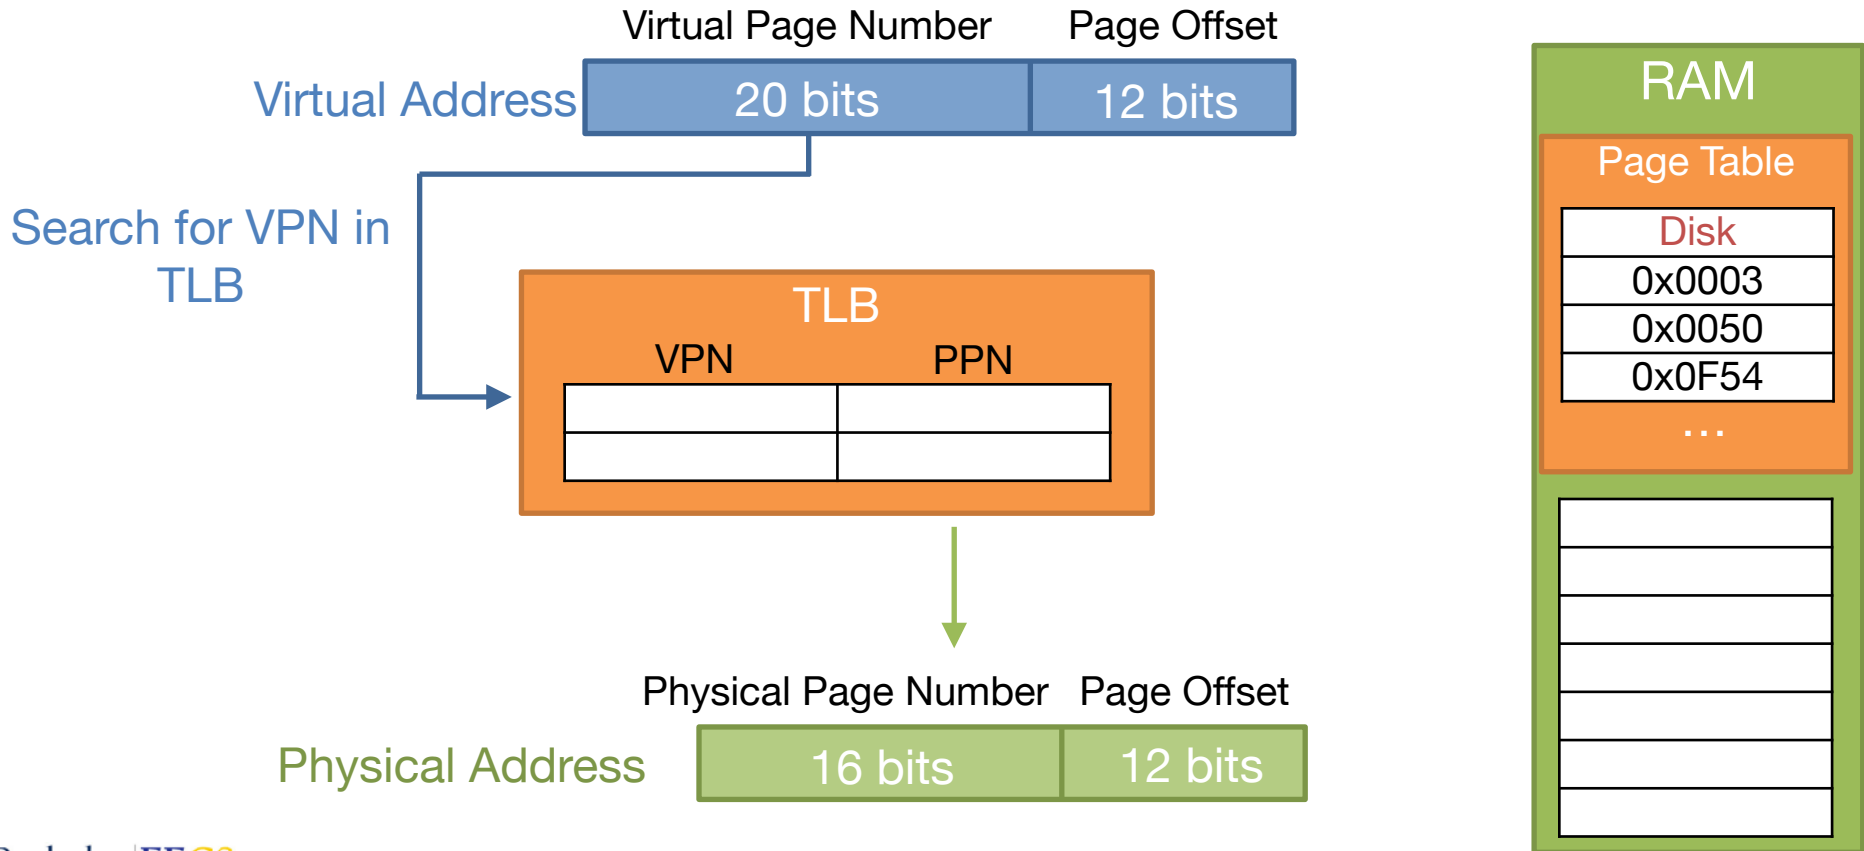 Virtual Page Number Page Offset
Virtual Address 20 bits 12 bits
RAM
Page Table
Disk
0x0003
0x0050
0x0F54
...
Search for VPN in
TLB
TLB
VPN PPN
Physical Page Number Page Offset
Physical Address 16 bits 12 bits